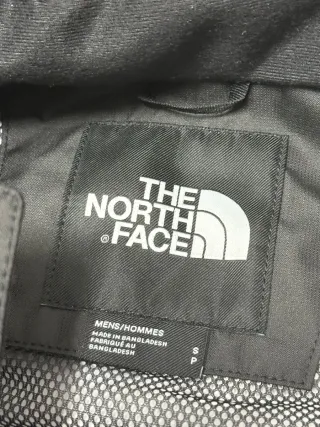 THE
NORTH
® FACE
MENS/HOMMES
MADE IN BANGLADESH
FABRIQUÉ AU
BANGLADESH
S
P